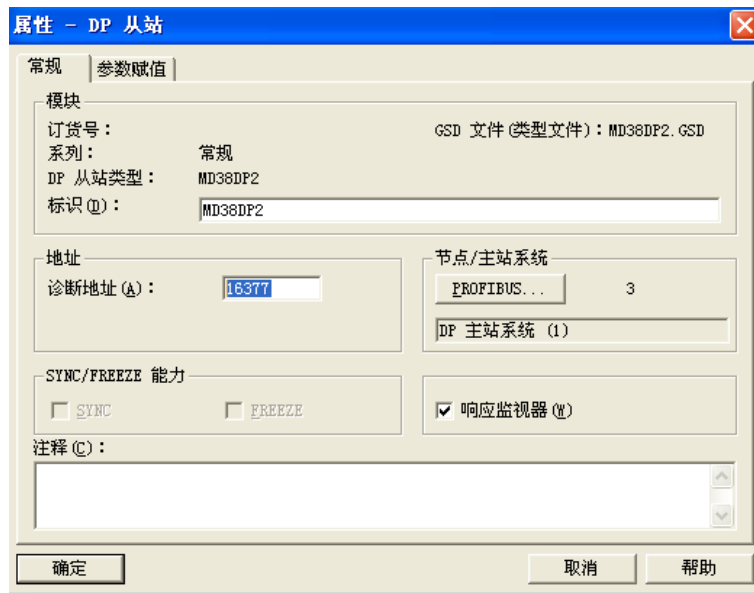 属性 - DP 从站
常规 参数赋值
模块
订货号： GSD 文件(类型文件)：MD38DP2.GSD
系列： 常规
DP 从站类型： MD38DP2
标识(D)： MD38DP2
地址 节点/主站系统
诊断地址(A)： 16377 PROFIBUS... 3
DP 主站系统 (1)
SYNC/FREEZE 能力
SYNC FREEZE 响应监视器(W)
注释(C)：
确定 取消 帮助